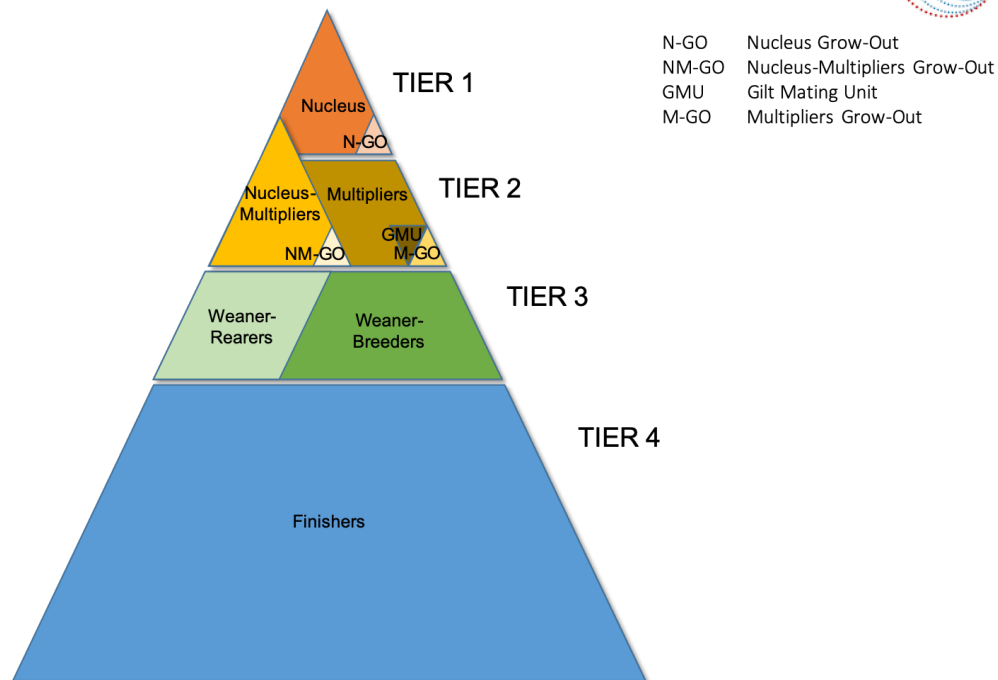 TIER 1
Nucleus
N-GO
TIER 2
Nucleus-
Multipliers
Multipliers
GMU
NM-GO
M-GO
TIER 3
Weaner-
Rearers
Weaner-
Breeders
TIER 4
Finishers
N-GO Nucleus Grow-Out
NM-GO Nucleus-Multipliers Grow-Out
GMU Gilt Mating Unit
M-GO Multipliers Grow-Out